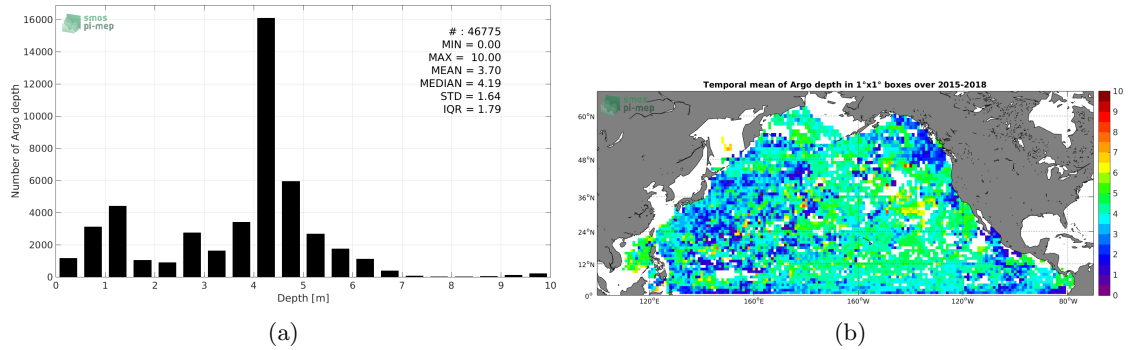 smos
pi-mep
# : 46775
MIN = 0.00
MAX = 10.00
MEAN = 3.70
MEDIAN = 4.19
STD = 1.64
IQR = 1.79
16000
14000
12000
10000
8000
6000
4000
2000
0
Number of Argo depth
0 1 2 3 4 5 6 7 8 9 10
Depth [m]
(a)
Temporal mean of Argo depth in 1°x1° boxes over 2015-2018
smos
pi-mep
60°N
48°N
36°N
24°N
12°N
0°
120°E 160°E 160°W 120°W 80°W
10
9
8
7
6
5
4
3
2
1
0
(b)